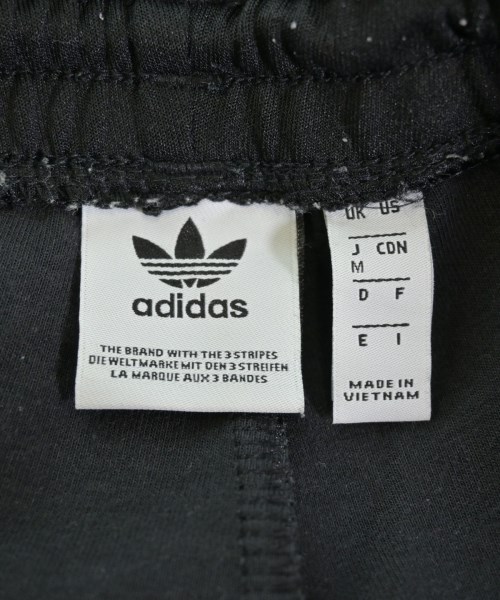 adidas
THE BRAND WITH THE 3 STRIPES
DIE WELTMARKE MIT DEN 3 STREIFEN
LA MARQUE AUX 3 BANDES
UK US
J CDN
M
D F
E I
MADE IN
VIETNAM